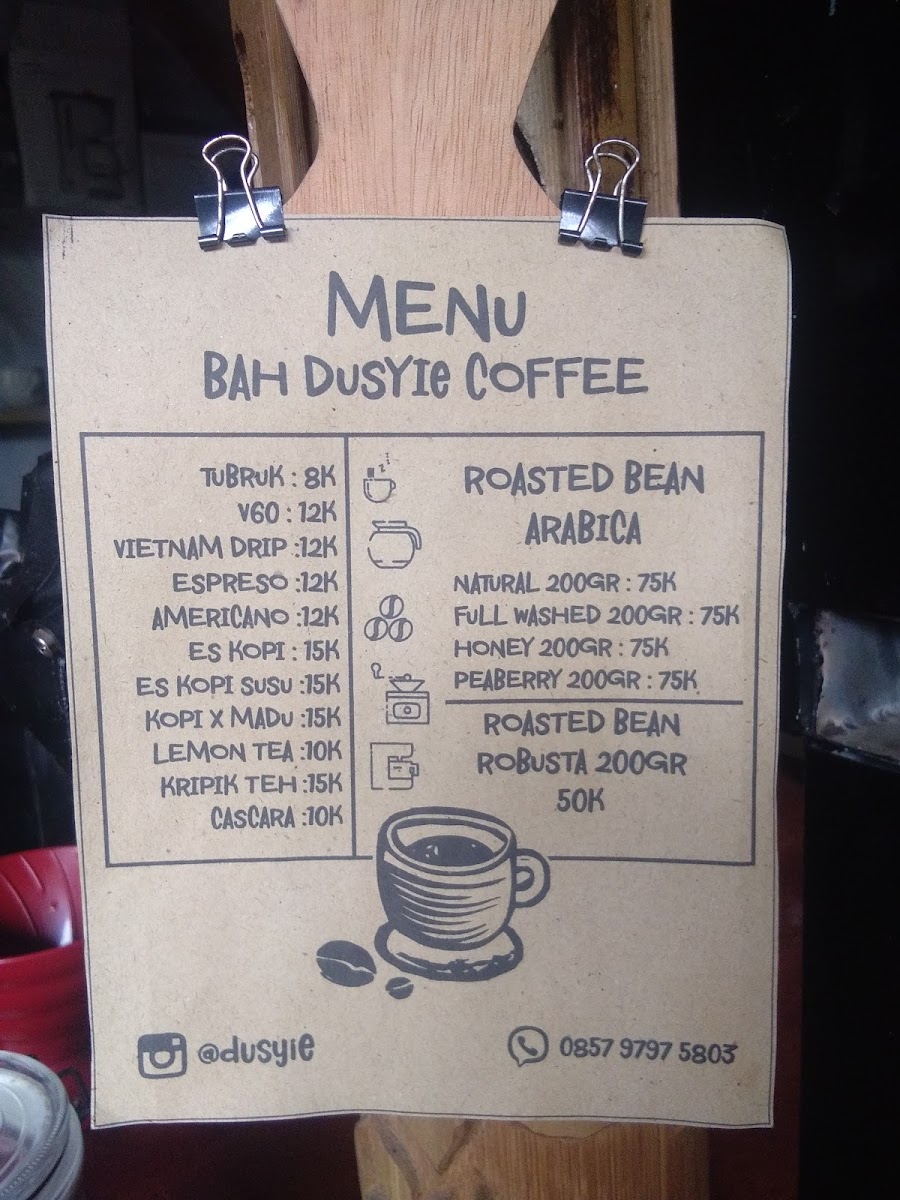 MENU
BAH DUSYIE COFFEE
TUBRUK : 8K
V60 : 12K
VIETNAM DRIP :12K
ESPRESO :12K
AMERICANO :12K
ES KOPI : 15K
ES KOPI SUSU :15K
KOPI X MADU :15K
LEMON TEA :10K
KRIPIK TEH :15K
CASCARA :10K
ROASTED BEAN
ARABICA
NATURAL 200GR : 75K
FULL WASHED 200GR : 75K
HONEY 200GR : 75K
PEABERRY 200GR : 75K
ROASTED BEAN
ROBUSTA 200GR
50K
@dusyie
0857 9797 5803